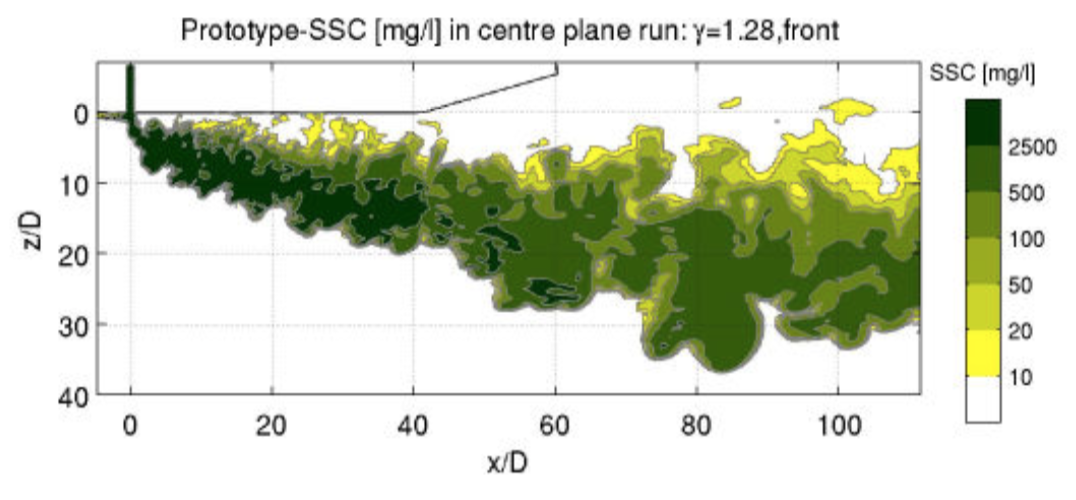 Prototype-SSC [mg/l] in centre plane run: γ=1.28,front
SSC [mg/l]
0
10
20
30
40
z/D
2500
500
100
50
20
10
0 20 40 60 80 100
x/D